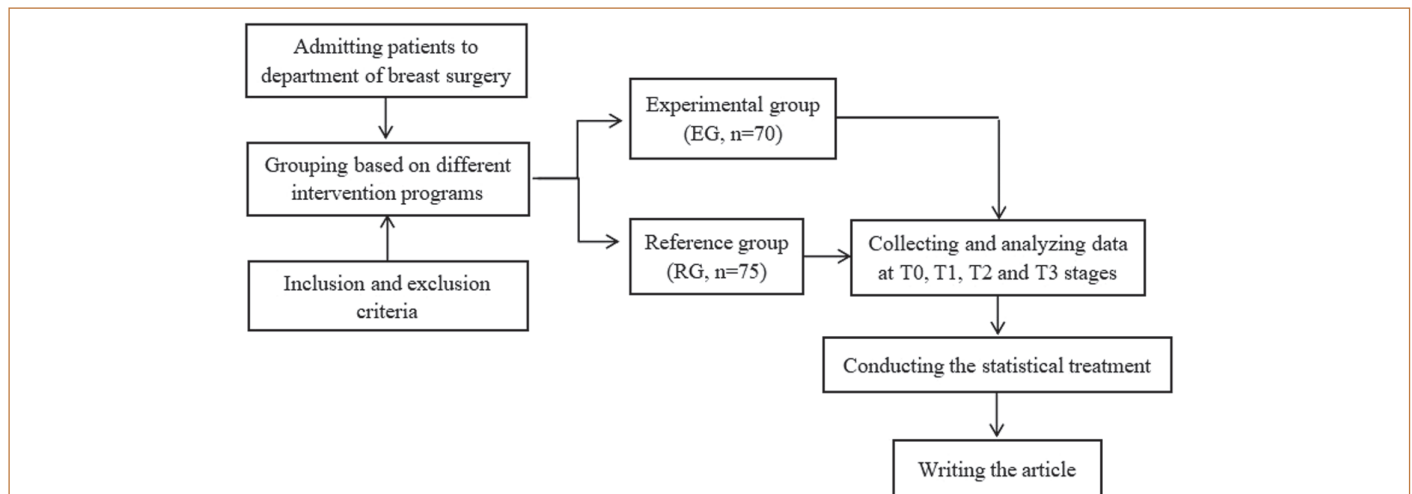 Admitting patients to
department of breast surgery
Grouping based on different
intervention programs
Inclusion and exclusion
criteria
Experimental group
(EG, n=70)
Reference group
(RG, n=75)
Collecting and analyzing data
at T0, T1, T2 and T3 stages
Conducting the statistical treatment
Writing the article